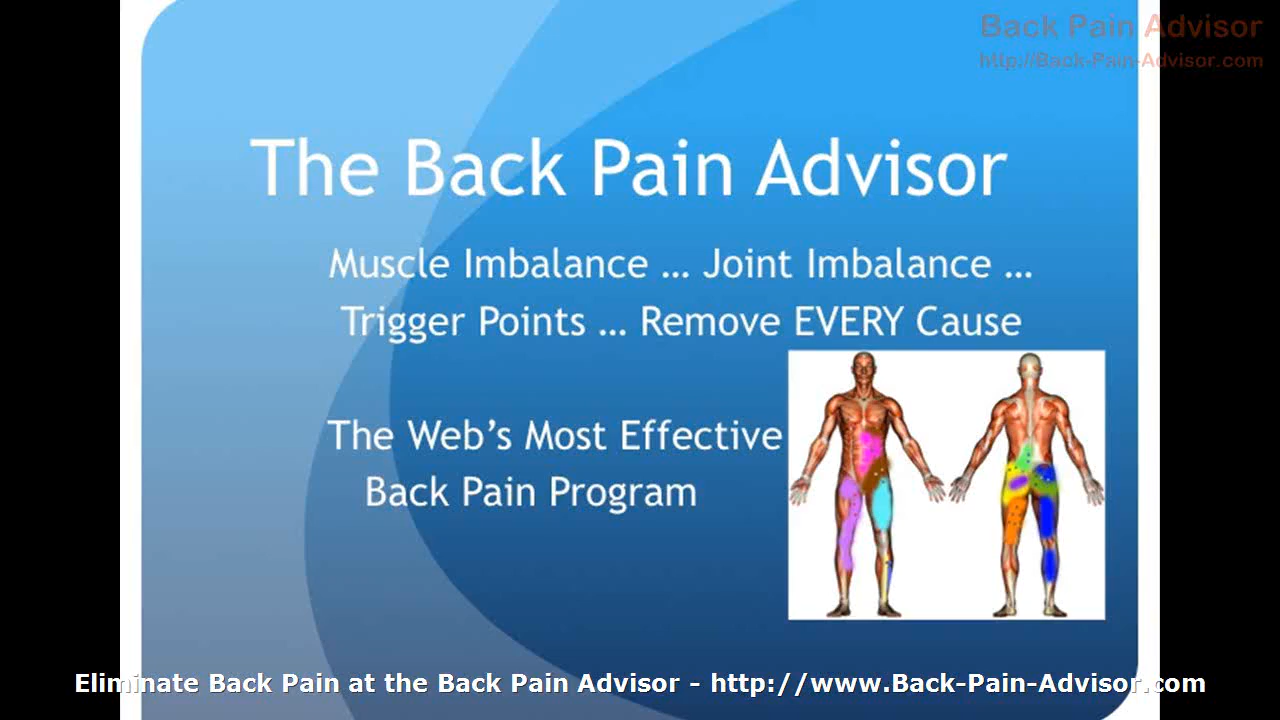 Back Pain Advisor
http://Back-Pain-Advisor.com
The Back Pain Advisor
Muscle Imbalance … Joint Imbalance …
Trigger Points … Remove EVERY Cause
The Web’s Most Effective
Back Pain Program
Eliminate Back Pain at the Back Pain Advisor - http://www.Back-Pain-Advisor.com